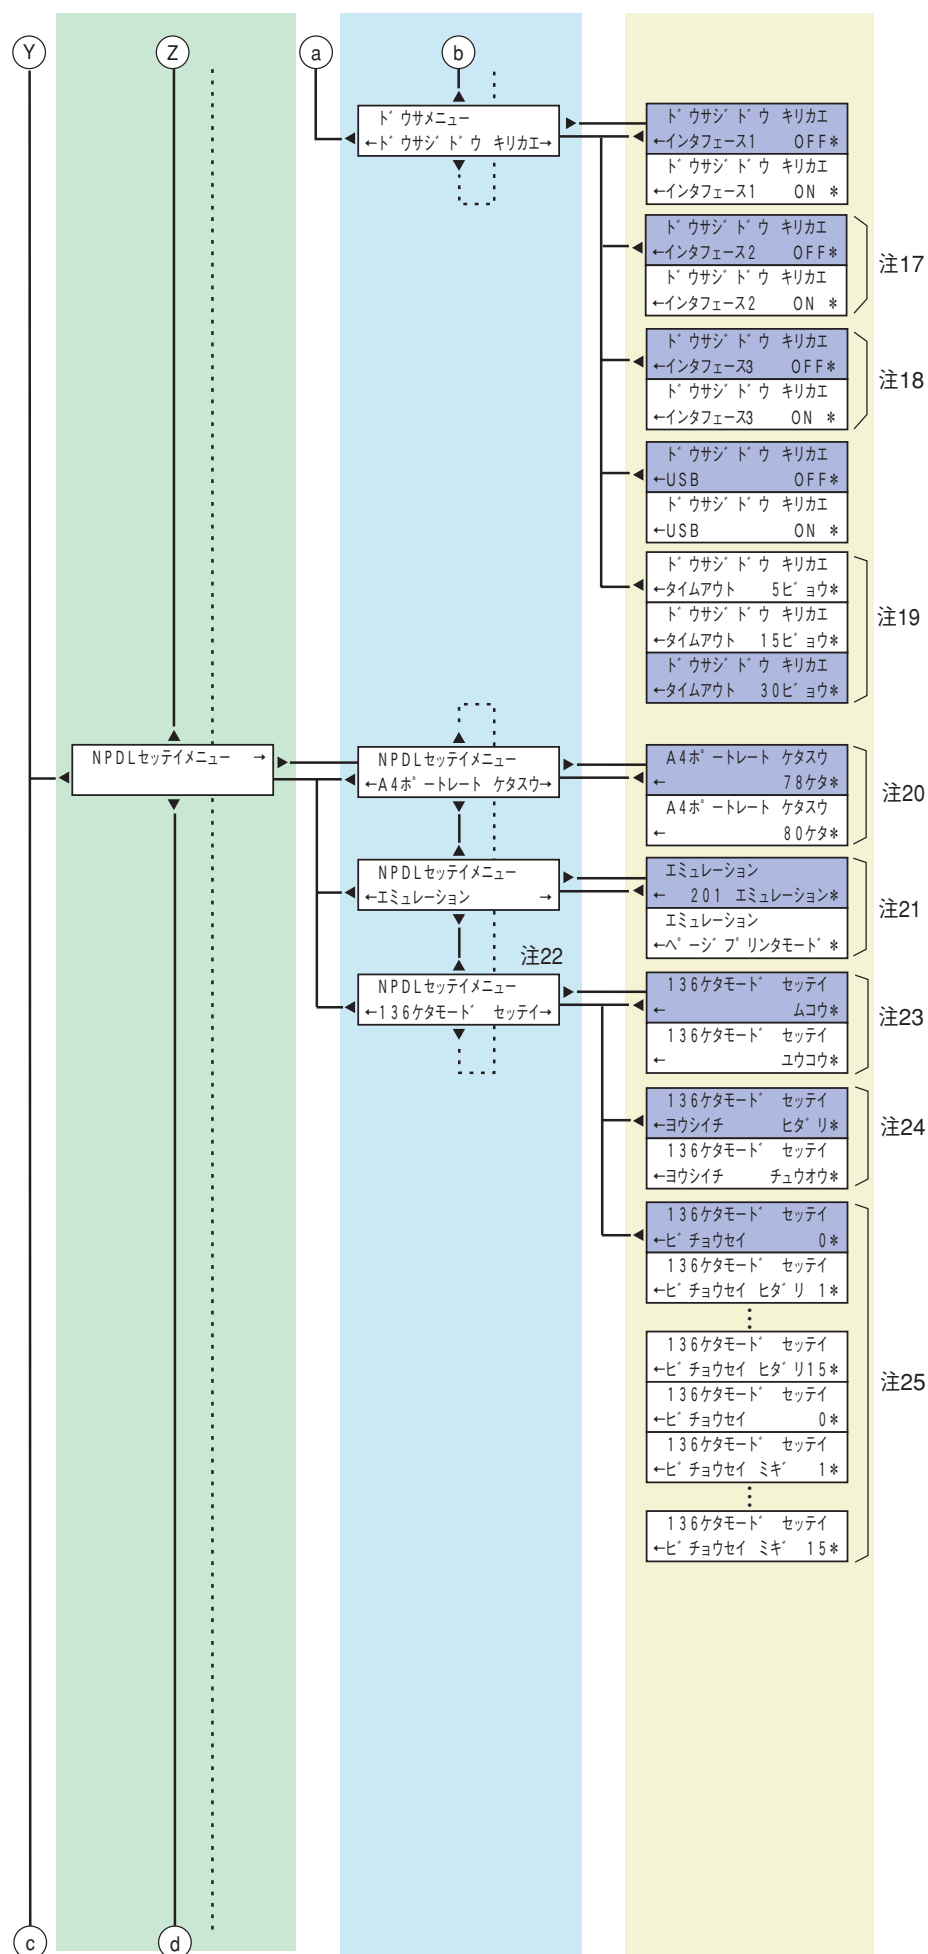 Y
Z
a
b
ド ウサメニュー
←ド ウサジ ド ウ キリカエ→
ド ウサジ ド ウ キリカエ
←インタフェース1 OFF*
ド ウサジ ド ウ キリカエ
←インタフェース1 ON *
ド ウサジ ド ウ キリカエ
←インタフェース2 OFF*
ド ウサジ ド ウ キリカエ
←インタフェース2 ON *
注17
ド ウサジ ド ウ キリカエ
←インタフェース3 OFF*
ド ウサジ ド ウ キリカエ
←インタフェース3 ON *
注18
ド ウサジ ド ウ キリカエ
←USB OFF*
ド ウサジ ド ウ キリカエ
←USB ON *
ド ウサジ ド ウ キリカエ
←タイムアウト 5ビ ョウ*
ド ウサジ ド ウ キリカエ
←タイムアウト 15ビ ョウ*
ド ウサジ ド ウ キリカエ
←タイムアウト 30ビ ョウ*
注19
NPDLセッテイメニュー →
NPDLセッテイメニュー
←A4ポ ートレート ケタスウ→
A4ポ ートレート ケタスウ
← 78ケタ*
A4ポ ートレート ケタスウ
← 80ケタ*
注20
NPDLセッテイメニュー
←エミュレーション →
エミュレーション
← 201 エミュレーション*
エミュレーション
←ペ ージ プ リンタモード *
注21
注22
NPDLセッテイメニュー
←136ケタモード セッテイ→
136ケタモード セッテイ
← ムコウ*
136ケタモード セッテイ
← ユウコウ*
注23
136ケタモード セッテイ
←ヨウシイチ ヒダ リ*
136ケタモード セッテイ
←ヨウシイチ チュウオウ*
注24
136ケタモード セッテイ
←ビ チョウセイ 0*
136ケタモード セッテイ
←ビ チョウセイ ヒダ リ 1*
136ケタモード セッテイ
←ビ チョウセイ ヒダ リ15*
136ケタモード セッテイ
←ビ チョウセイ 0*
136ケタモード セッテイ
←ビ チョウセイ ミギ 1*
136ケタモード セッテイ
←ビ チョウセイ ミギ 15*
注25
c
d